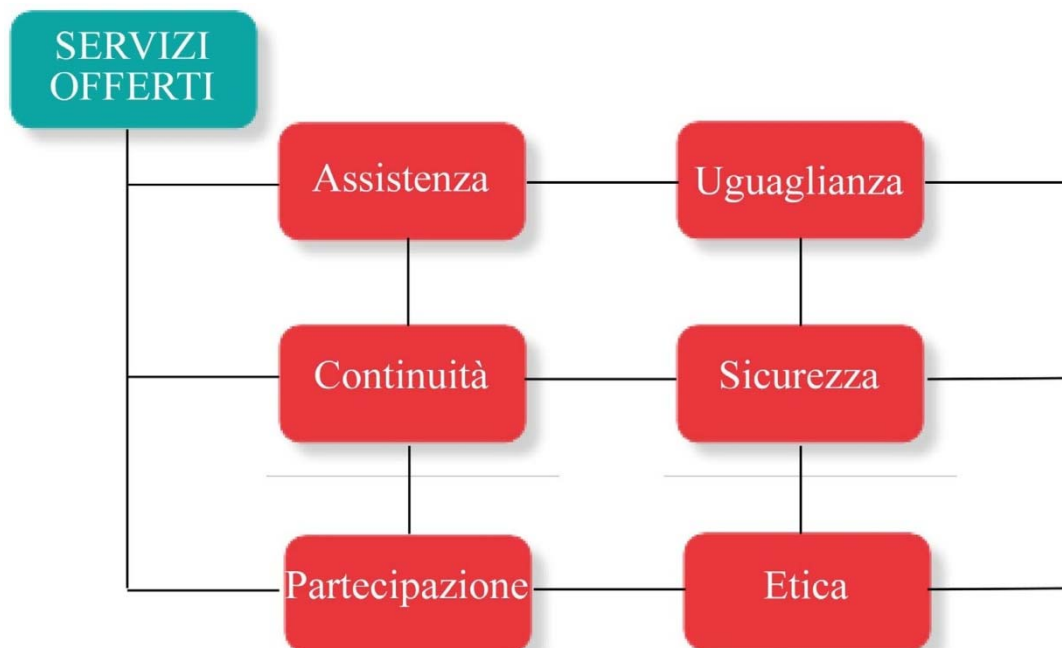 SERVIZI
OFFERTI
Assistenza
Uguaglianza
Continuità
Sicurezza
Partecipazione
Etica